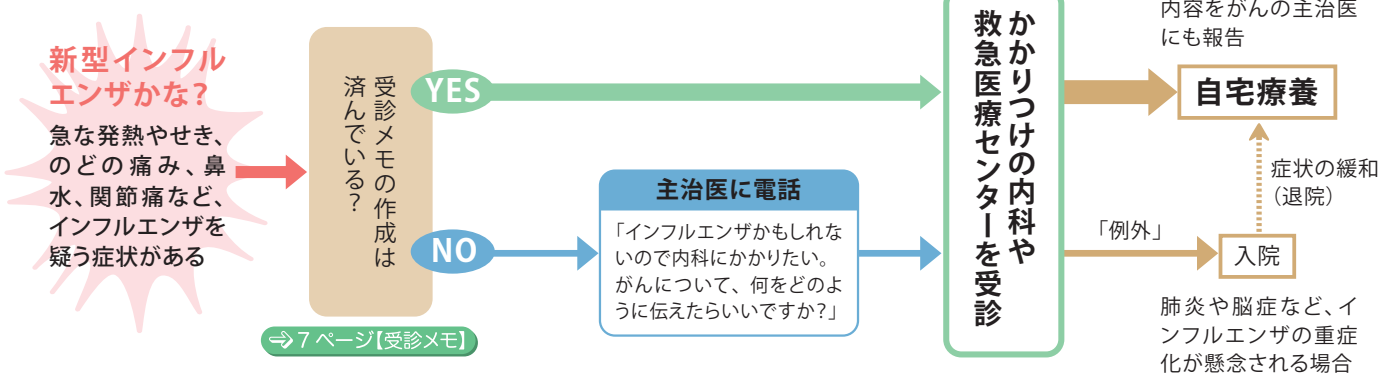 新型インフル
エンザかな?
急な発熱やせき、
のどの痛み、鼻
水、関節痛など、
インフルエンザを
疑う症状がある
受診メモの作成は
済んでいる?
⇨7ページ【受診メモ】
YES
NO
主治医に電話
「インフルエンザかもしれな
いので内科にかかりたい。
がんについて、何をどのよ
うに伝えたらいいですか?」
かかりつけの内科や
救急医療センターを受診
内容をがんの主治医
にも報告
自宅療養
症状の緩和
(退院)
「例外」
入院
肺炎や脳症など、イ
ンフルエンザの重症
化が懸念される場合